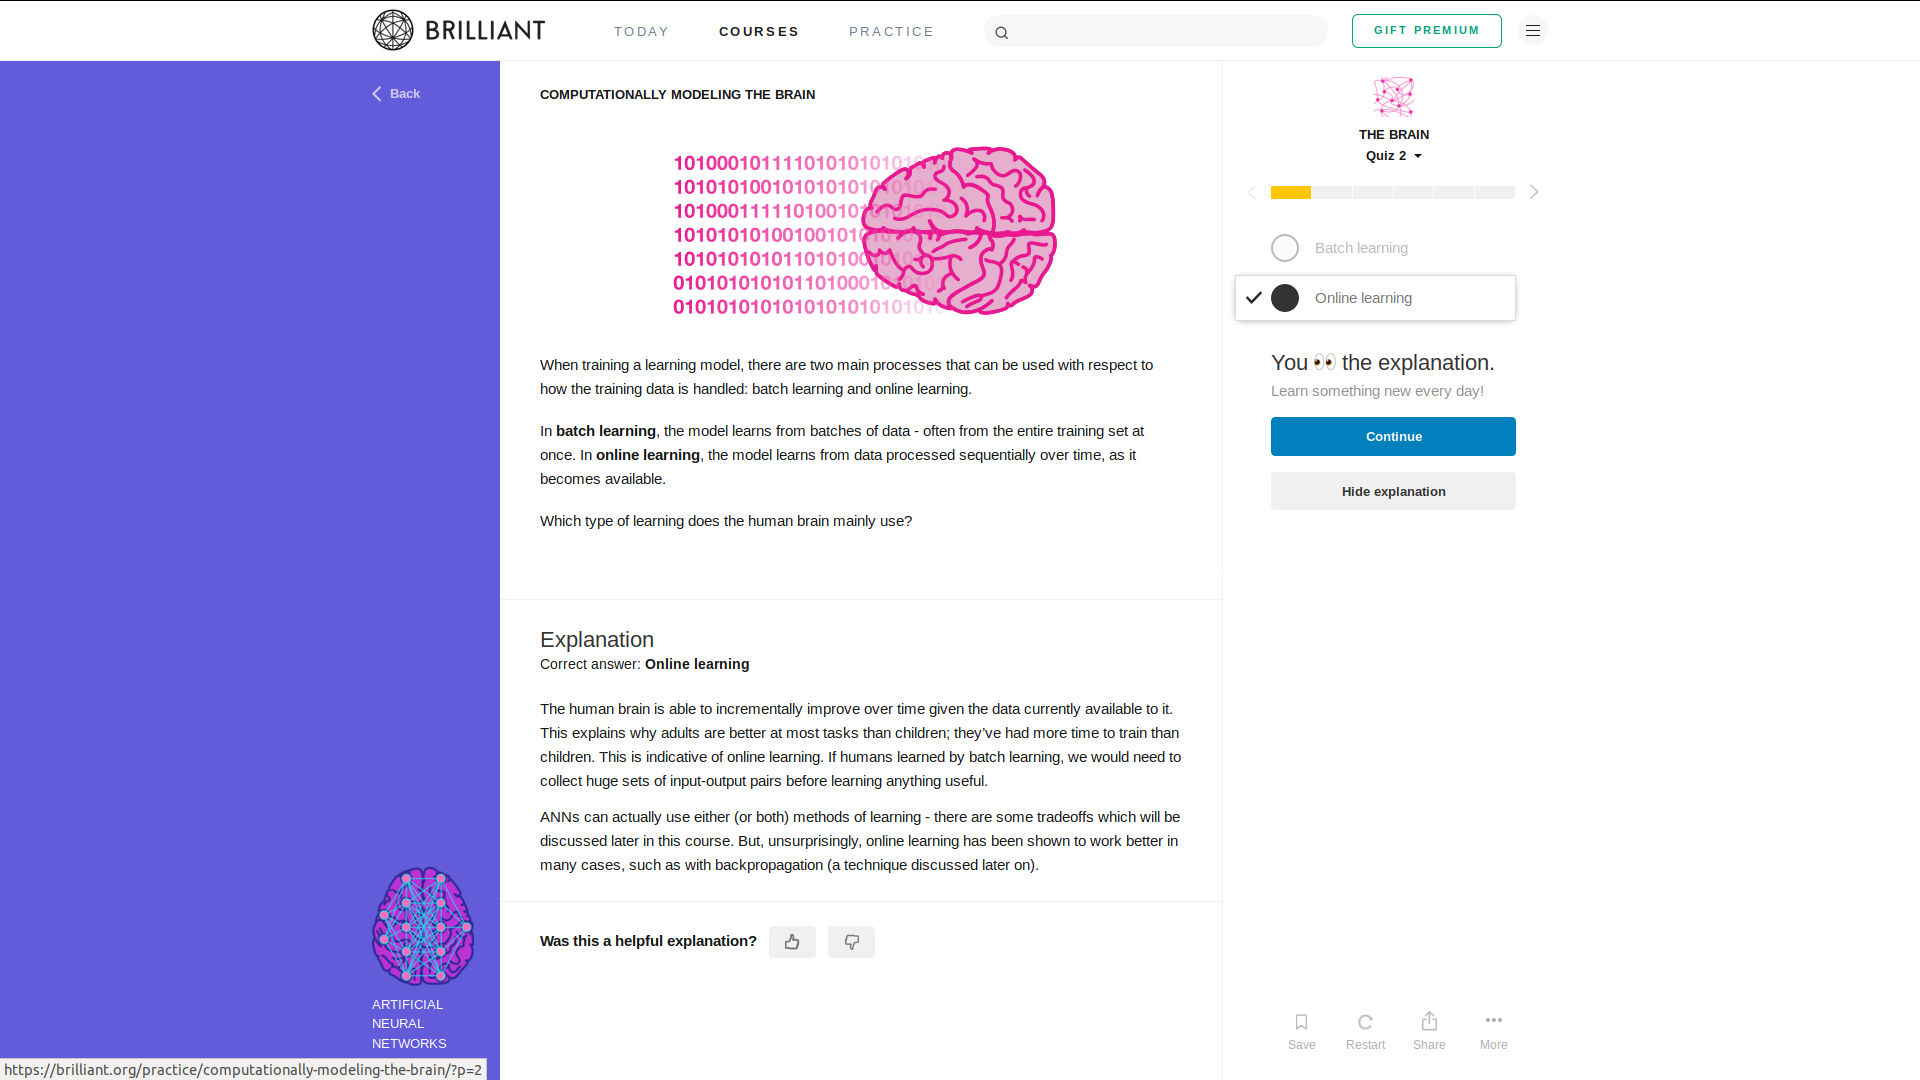 BRILLIANT
TODAY
COURSES
PRACTICE
GIFT PREMIUM
Back
COMPUTATIONALLY MODELING THE BRAIN
When training a learning model, there are two main processes that can be used with respect to
how the training data is handled: batch learning and online learning.
In batch learning, the model learns from batches of data - often from the entire training set at
once. In online learning, the model learns from data processed sequentially over time, as it
becomes available.
Which type of learning does the human brain mainly use?
Explanation
Correct answer: Online learning
The human brain is able to incrementally improve over time given the data currently available to it.
This explains why adults are better at most tasks than children; they’ve had more time to train than
children. This is indicative of online learning. If humans learned by batch learning, we would need to
collect huge sets of input-output pairs before learning anything useful.
ANNs can actually use either (or both) methods of learning - there are some tradeoffs which will be
discussed later in this course. But, unsurprisingly, online learning has been shown to work better in
many cases, such as with backpropagation (a technique discussed later on).
Was this a helpful explanation?
THE BRAIN
Quiz 2
Batch learning
Online learning
You 👀 the explanation.
Learn something new every day!
Continue
Hide explanation
Save
Restart
Share
More
ARTIFICIAL
NEURAL
NETWORKS
https://brilliant.org/practice/computationally-modeling-the-brain/?p=2